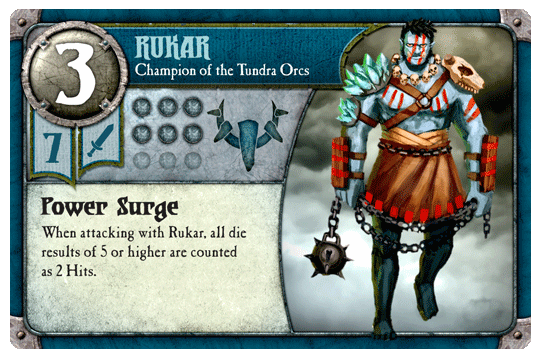 3
RUKAR
Champion of the Tundra Orcs
7
Power Surge
When attacking with Rukar, all die
results of 5 or higher are counted
as 2 Hits.